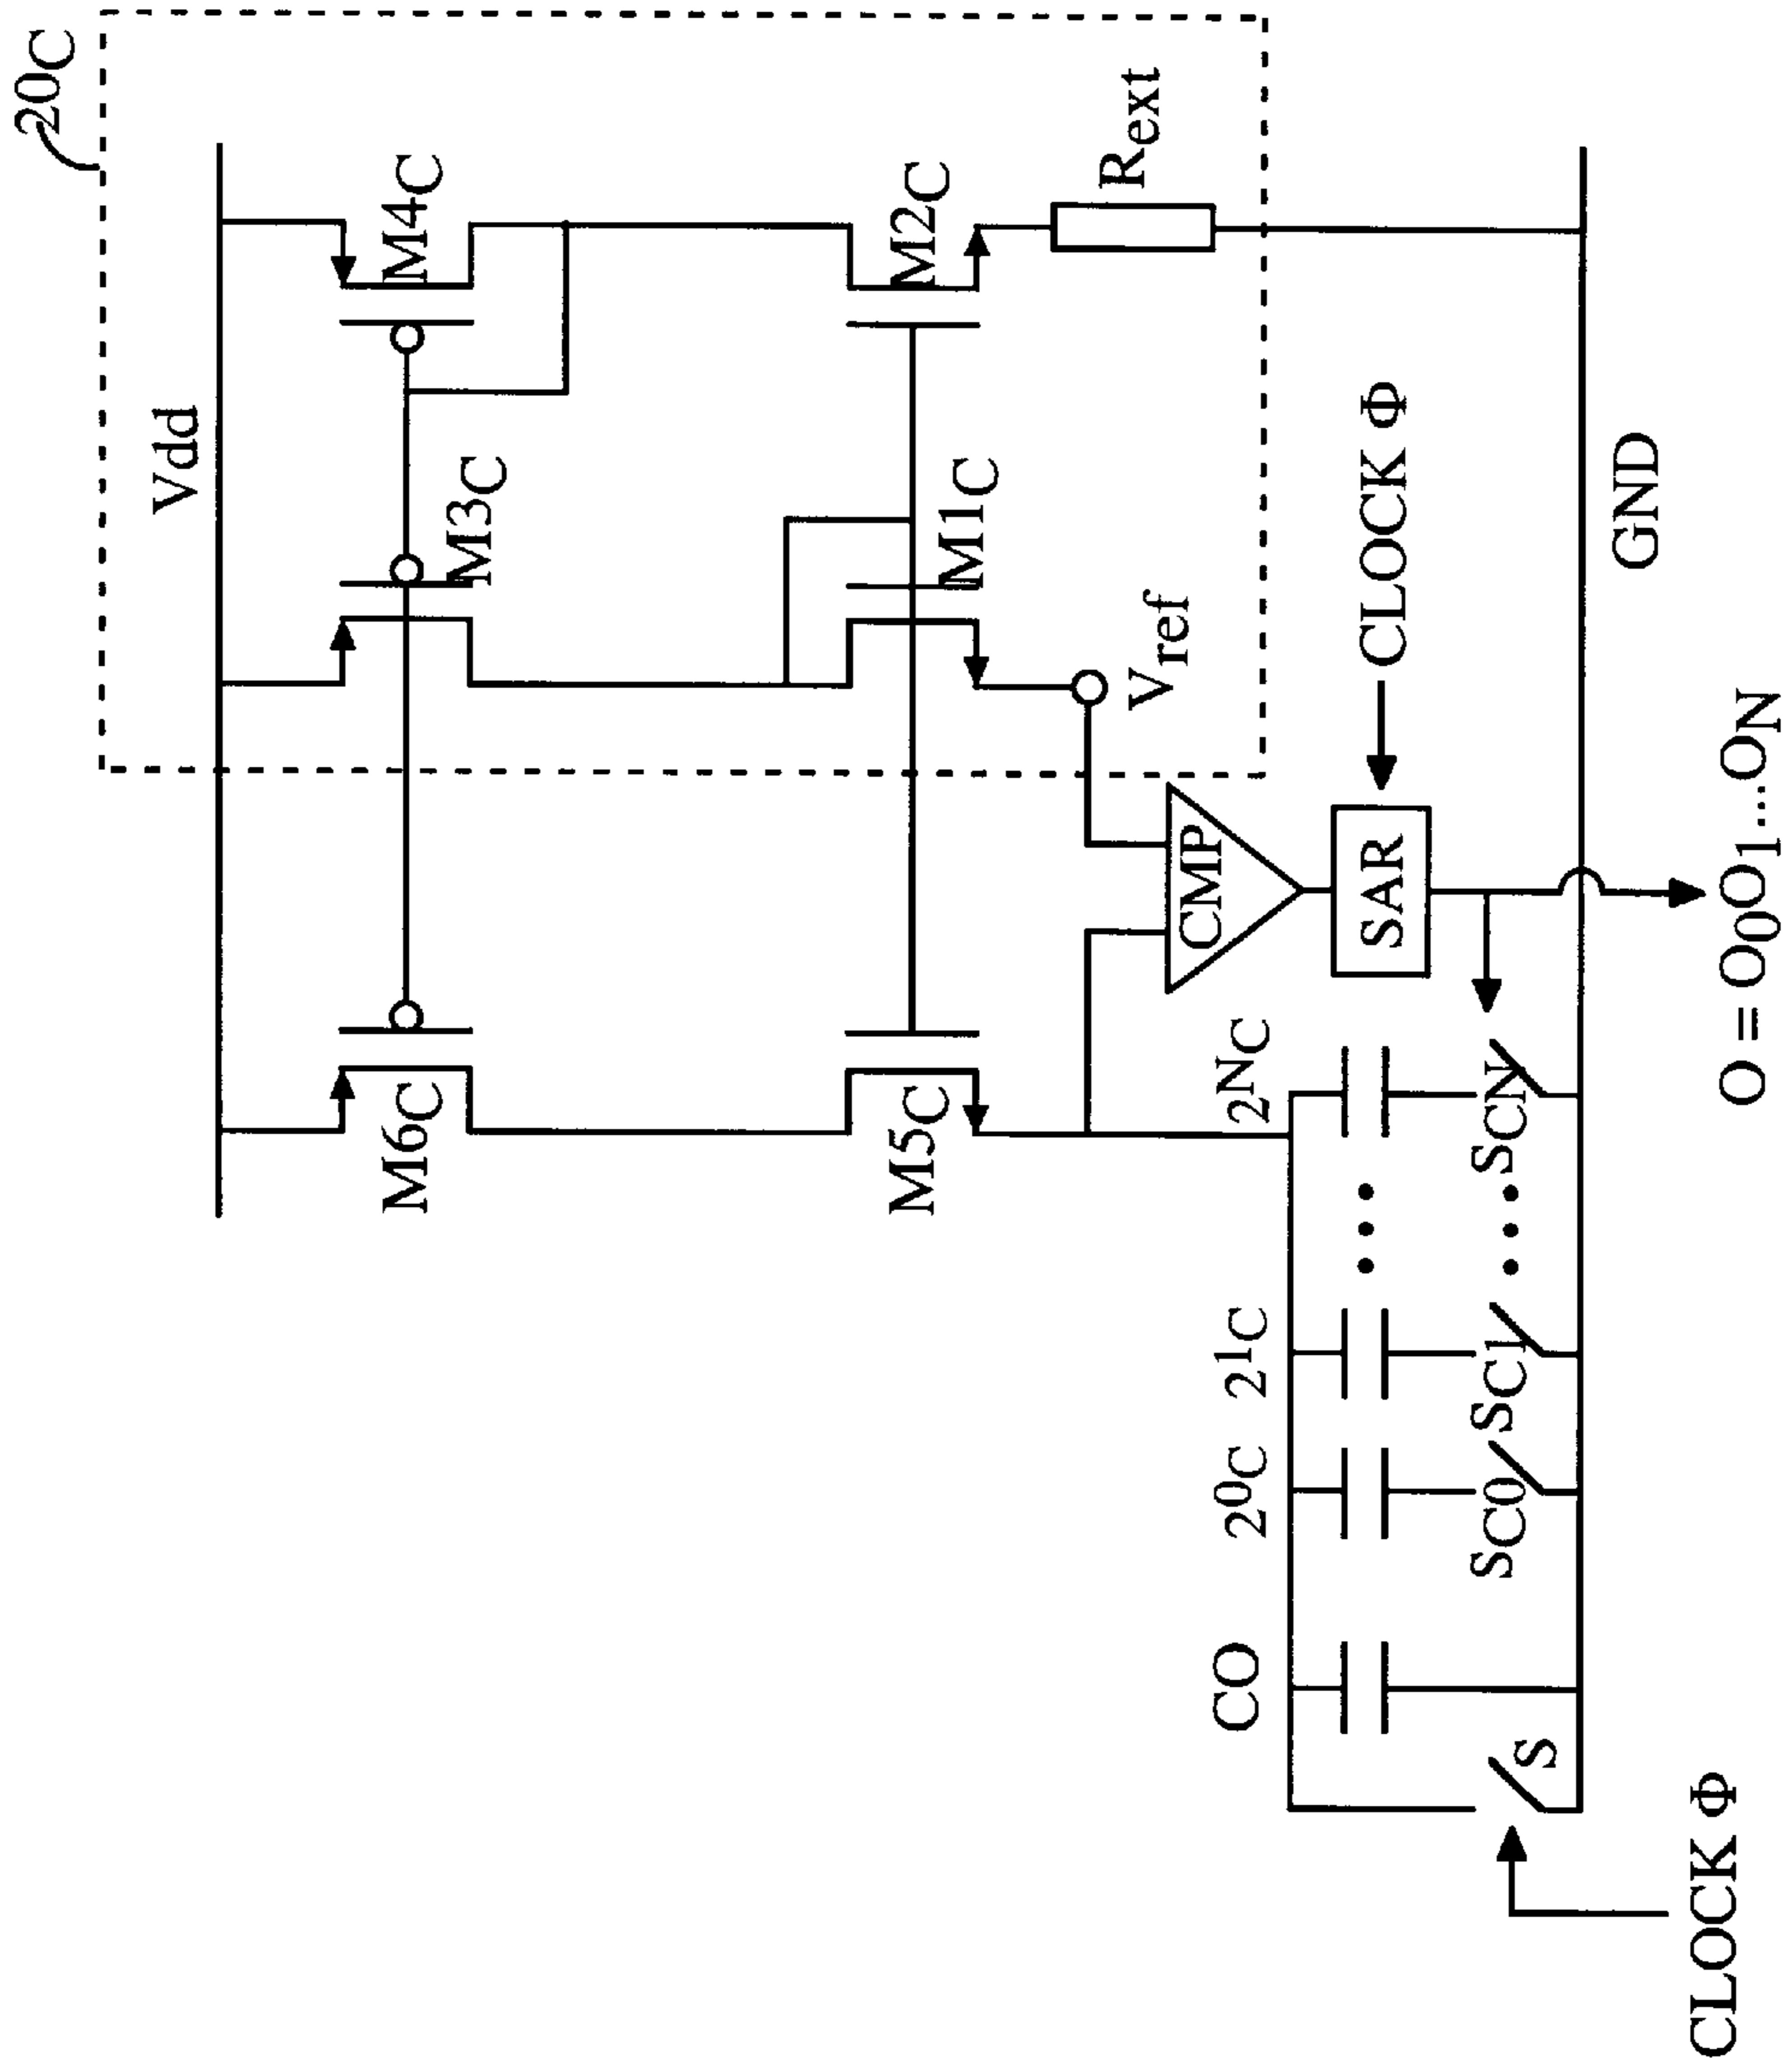 20C
Vdd
M6C
M3C
M4C
M5C
M1C
M2C
Vref
Rext
CMP
CO
2⁰C
2¹C
2ᴺC
SAR
CLOCK Φ
S
SC0
SC1
SCN
GND
CLOCK Φ
O = O0O1...ON